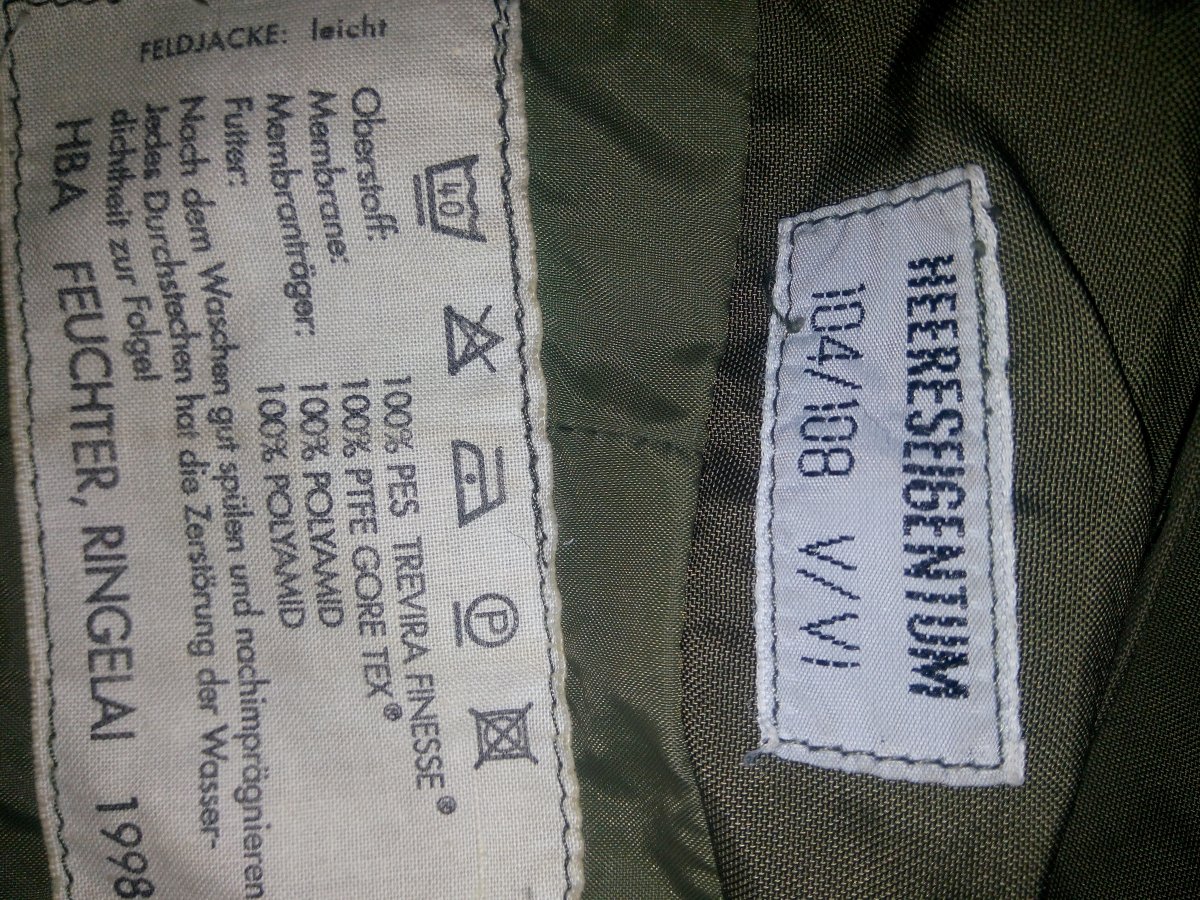 FELDJACKE: leicht
40
P
Oberstoff: 100% PES TREVIRA FINESSE®
Membrane: 100% PTFE GORE TEX®
Membranträger: 100% POLYAMID
Futter: 100% POLYAMID
Nach dem Waschen gut spülen und nachimprägnieren
Jedes Durchstechen hat die Zerstörung der Wasser-
dichtheit zur Folge!
HBA FEUCHTER, RINGELAI 1998
HEERESEIGENTUM
104/108 V/VI